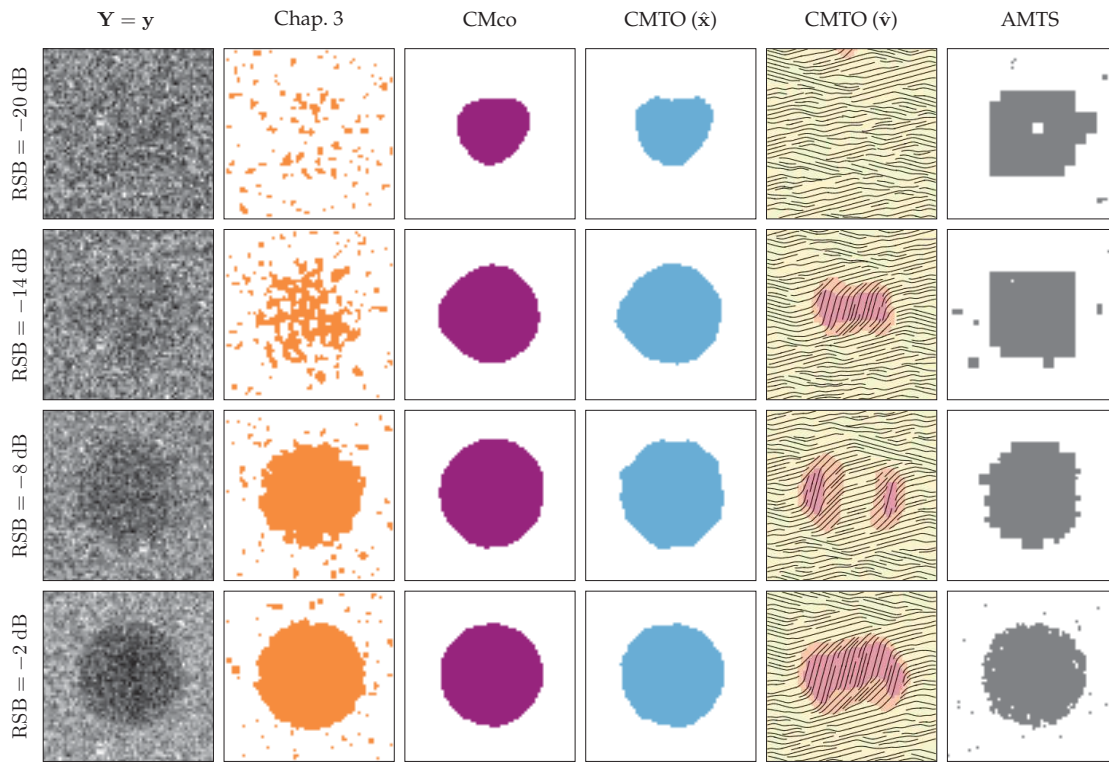 Y = y Chap. 3 CMco CMTO (x̂) CMTO (v̂) AMTS
RSB = −20 dB
RSB = −14 dB
RSB = −8 dB
RSB = −2 dB